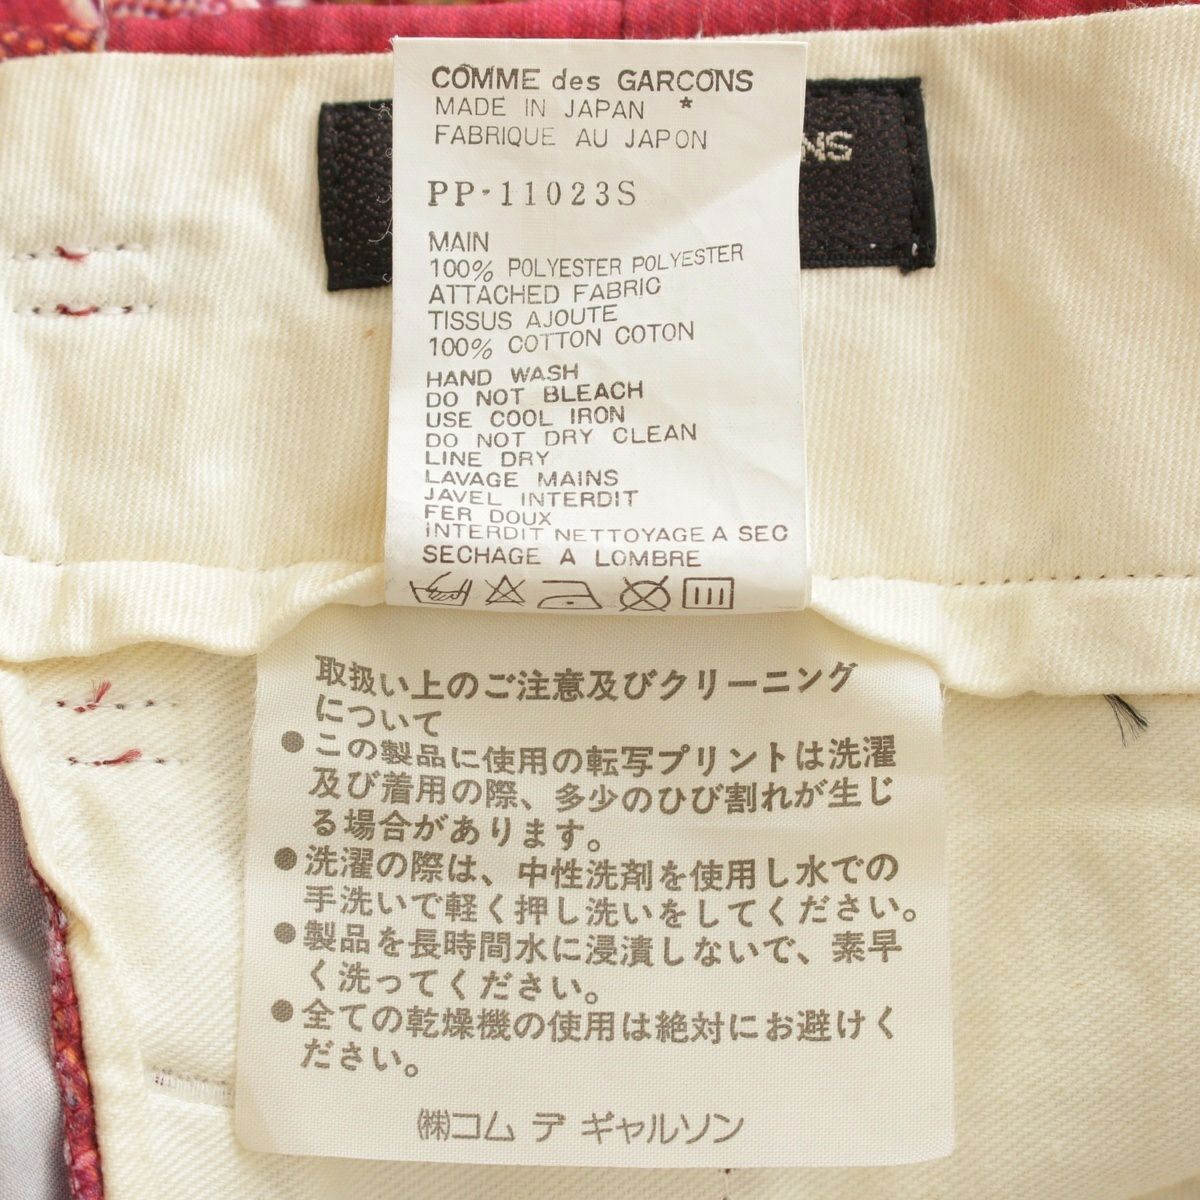 COMME des GARCONS
MADE IN JAPAN *
FABRIQUE AU JAPON
NS
PP-11023S
MAIN
100% POLYESTER POLYESTER
ATTACHED FABRIC
TISSUS AJOUTE
100% COTTON COTON
HAND WASH
DO NOT BLEACH
USE COOL IRON
DO NOT DRY CLEAN
LINE DRY
LAVAGE MAINS
JAVEL INTERDIT
FER DOUX
INTERDIT NETTOYAGE A SEC
SECHAGE A LOMBRE
取扱い上のご注意及びクリーニング
について
●この製品に使用の転写プリントは洗濯
及び着用の際、多少のひび割れが生じ
る場合があります。
●洗濯の際は、中性洗剤を使用し水での
手洗いで軽く押し洗いをしてください。
●製品を長時間水に浸漬しないで、素早
く洗ってください。
●全ての乾燥機の使用は絶対にお避けく
ださい。
㈱コム デ ギャルソン